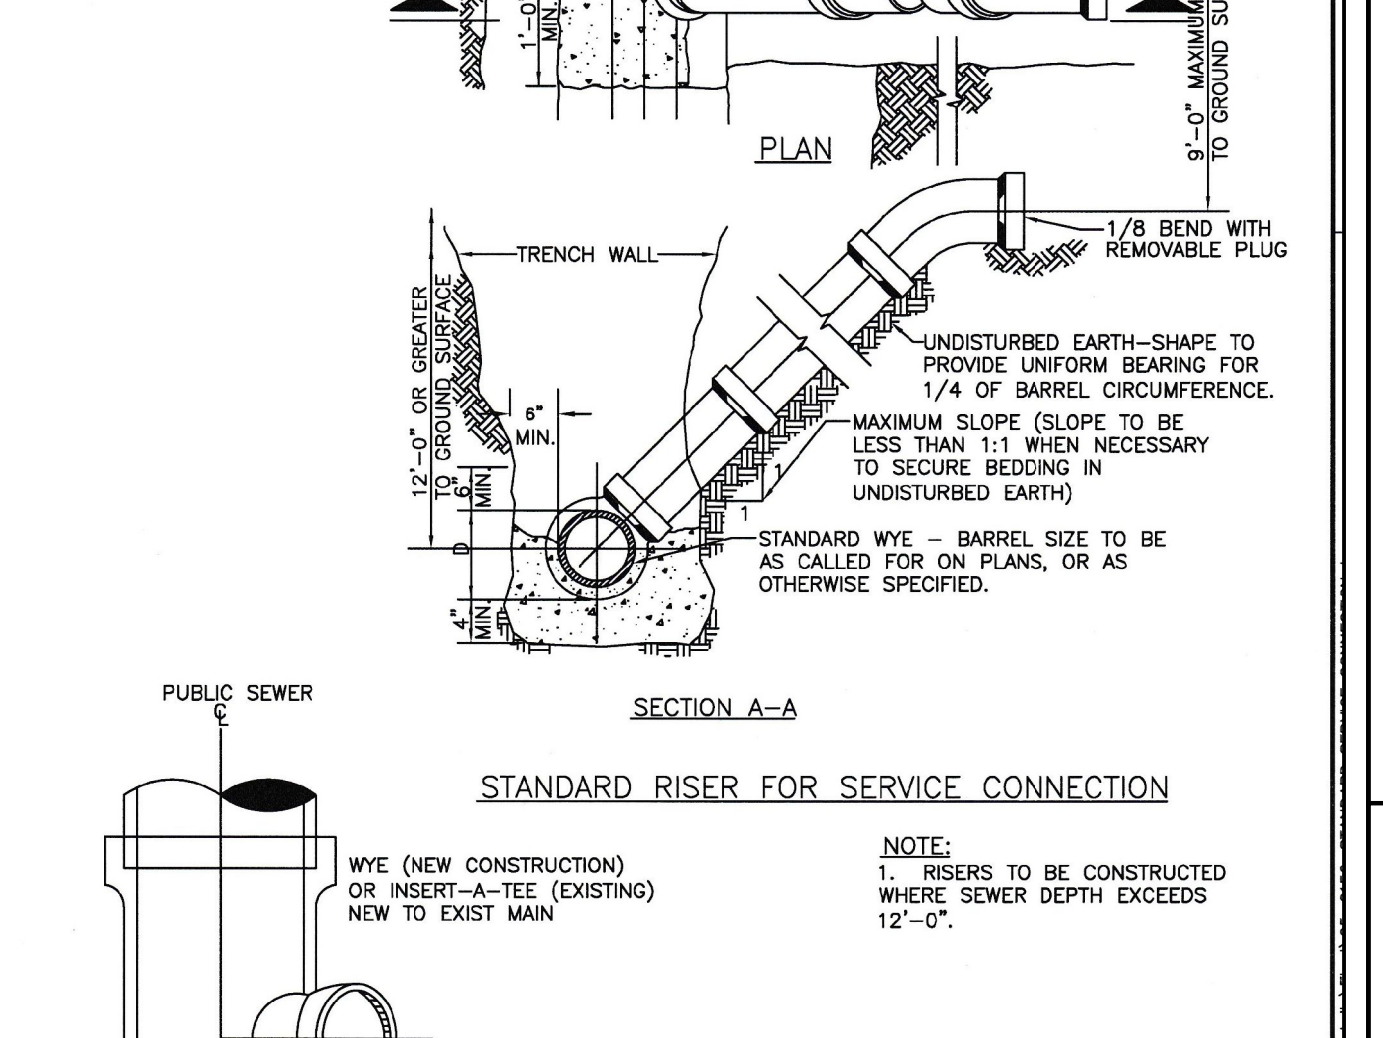 1'-0"
MIN.
9'-0" MAXIMUM
TO GROUND
PLAN
1/8 BEND WITH
REMOVABLE PLUG
TRENCH WALL
12'-0" OR GREATER
TO GROUND SURFACE
UNDISTURBED EARTH-SHAPE TO
PROVIDE UNIFORM BEARING FOR
1/4 OF BARREL CIRCUMFERENCE.
6"
MIN.
MAXIMUM SLOPE (SLOPE TO BE
LESS THAN 1:1 WHEN NECESSARY
TO SECURE BEDDING IN
UNDISTURBED EARTH)
1
1
6"
MIN.
D
STANDARD WYE - BARREL SIZE TO BE
AS CALLED FOR ON PLANS, OR AS
OTHERWISE SPECIFIED.
4"
MIN.
SECTION A-A
PUBLIC SEWER
℄
STANDARD RISER FOR SERVICE CONNECTION
WYE (NEW CONSTRUCTION)
OR INSERT-A-TEE (EXISTING)
NEW TO EXIST MAIN
NOTE:
1. RISERS TO BE CONSTRUCTED
WHERE SEWER DEPTH EXCEEDS
12'-0".